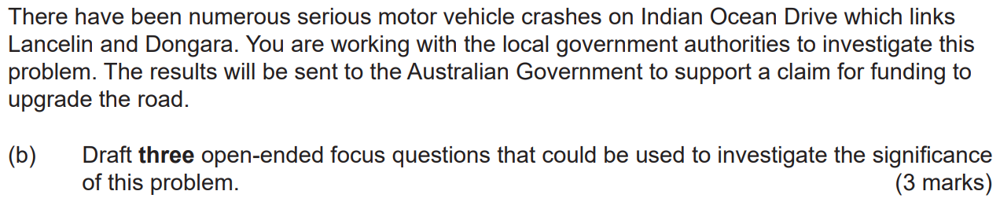 There have been numerous serious motor vehicle crashes on Indian Ocean Drive which links
Lancelin and Dongara. You are working with the local government authorities to investigate this
problem. The results will be sent to the Australian Government to support a claim for funding to
upgrade the road.
(b) Draft three open-ended focus questions that could be used to investigate the significance
of this problem. (3 marks)